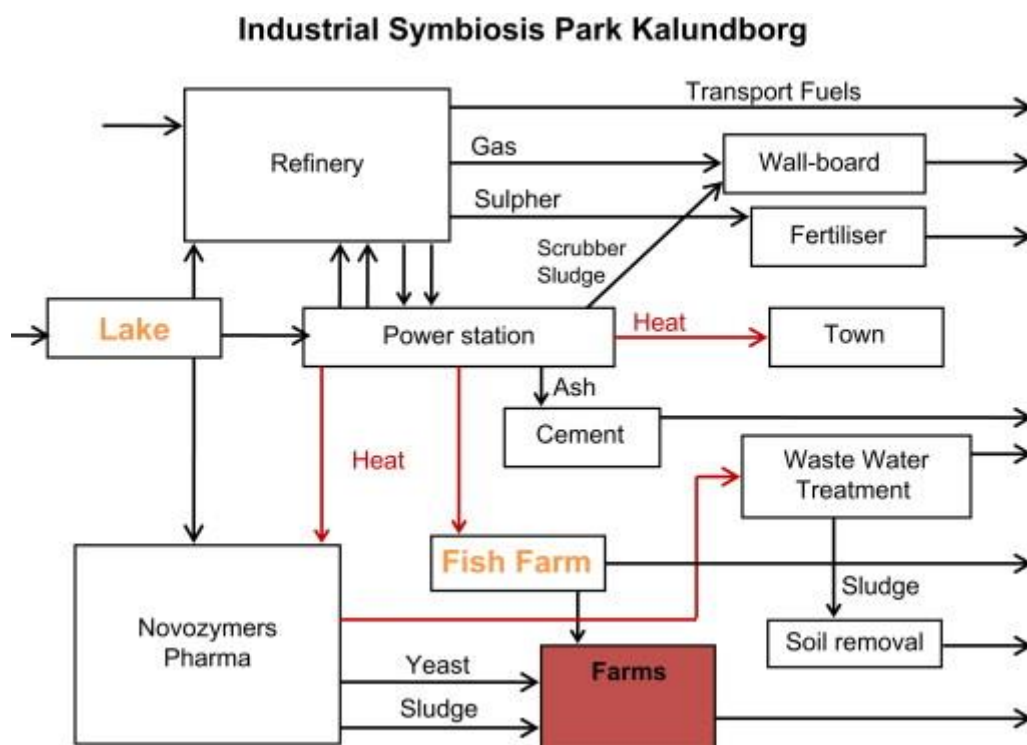 Industrial Symbiosis Park Kalundborg
Transport Fuels
Refinery
Gas
Wall-board
Sulpher
Fertiliser
Scrubber
Sludge
Lake
Power station
Heat
Town
Ash
Cement
Heat
Waste Water
Treatment
Fish Farm
Sludge
Novozymers
Pharma
Soil removal
Yeast
Farms
Sludge